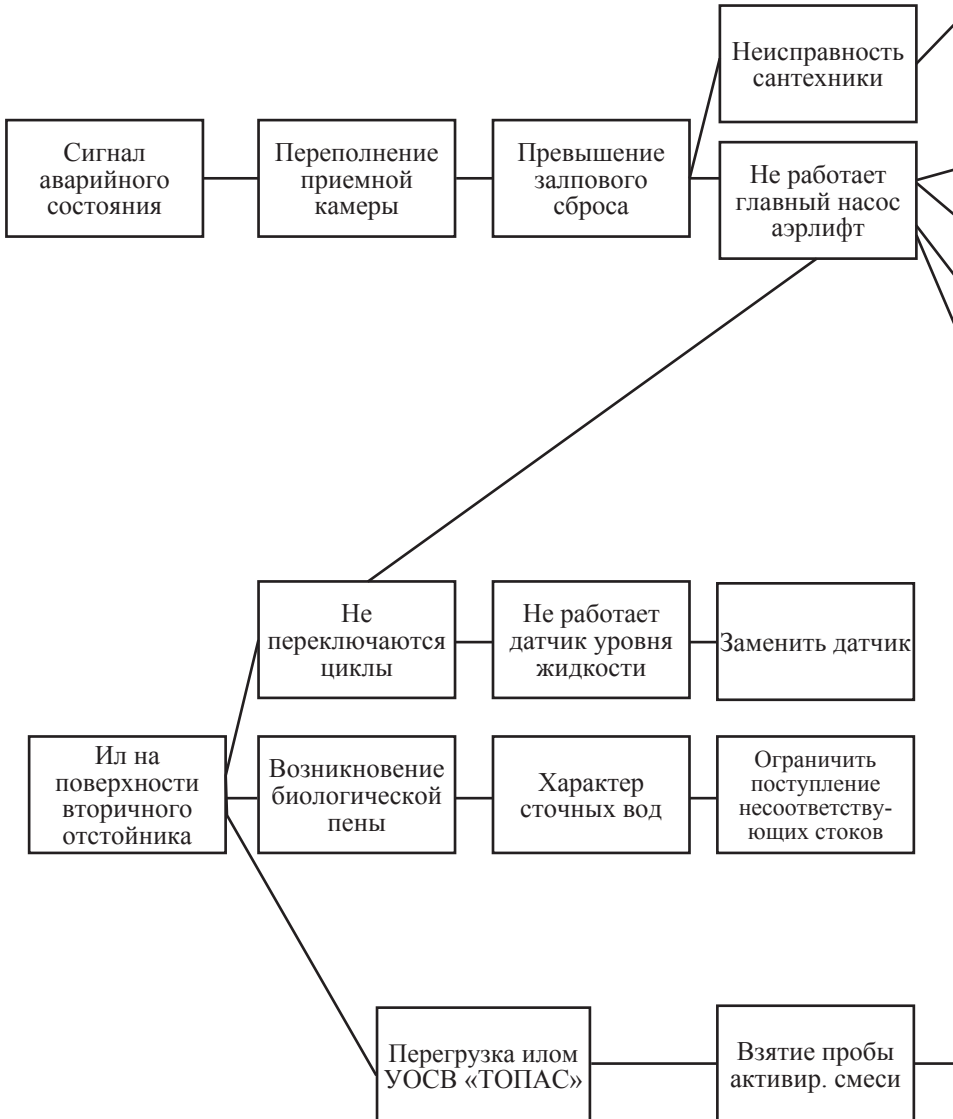 Неисправность
сантехники
Сигнал
аварийного
состояния
Переполнение
приемной
камеры
Превышение
залпового
сброса
Не работает
главный насос
аэрлифт
Не
переключаются
циклы
Не работает
датчик уровня
жидкости
Заменить датчик
Ил на
поверхности
вторичного
отстойника
Возникновение
биологической
пены
Характер
сточных вод
Ограничить
поступление
несоответству-
ющих стоков
Перегрузка илом
УОСВ «ТОПАС»
Взятие пробы
активир. смеси